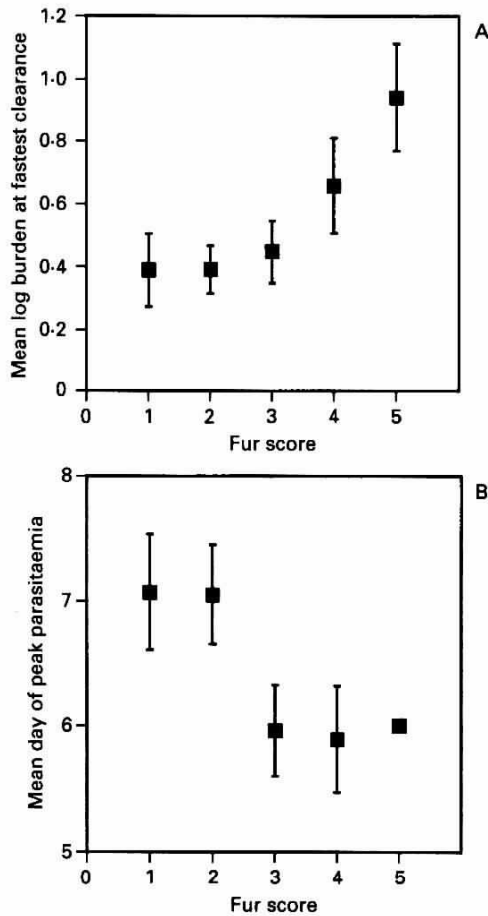 A
Mean log burden at fastest clearance
1·2
1·0
0·8
0·6
0·4
0·2
0
0 1 2 3 4 5
Fur score
B
Mean day of peak parasitaemia
8
7
6
5
0 1 2 3 4 5
Fur score